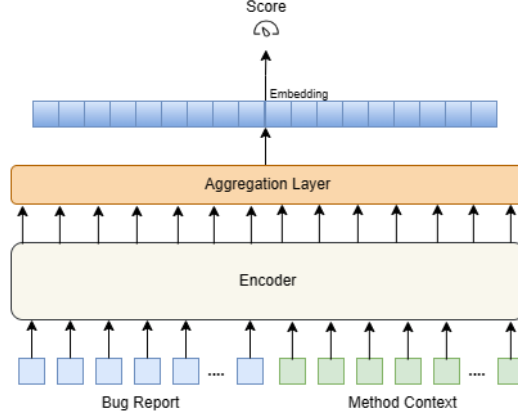 Score
Embedding
Aggregation Layer
Encoder
.... ....
Bug Report Method Context